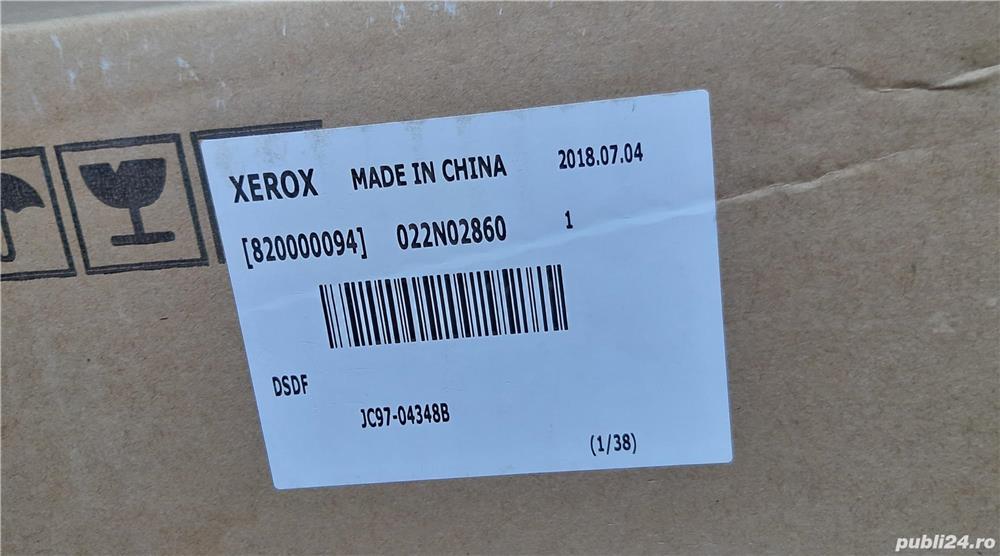 XEROX MADE IN CHINA 2018.07.04
[820000094] 022N02860 1
DSDF
JC97-04348B
(1/38)
publi24.ro